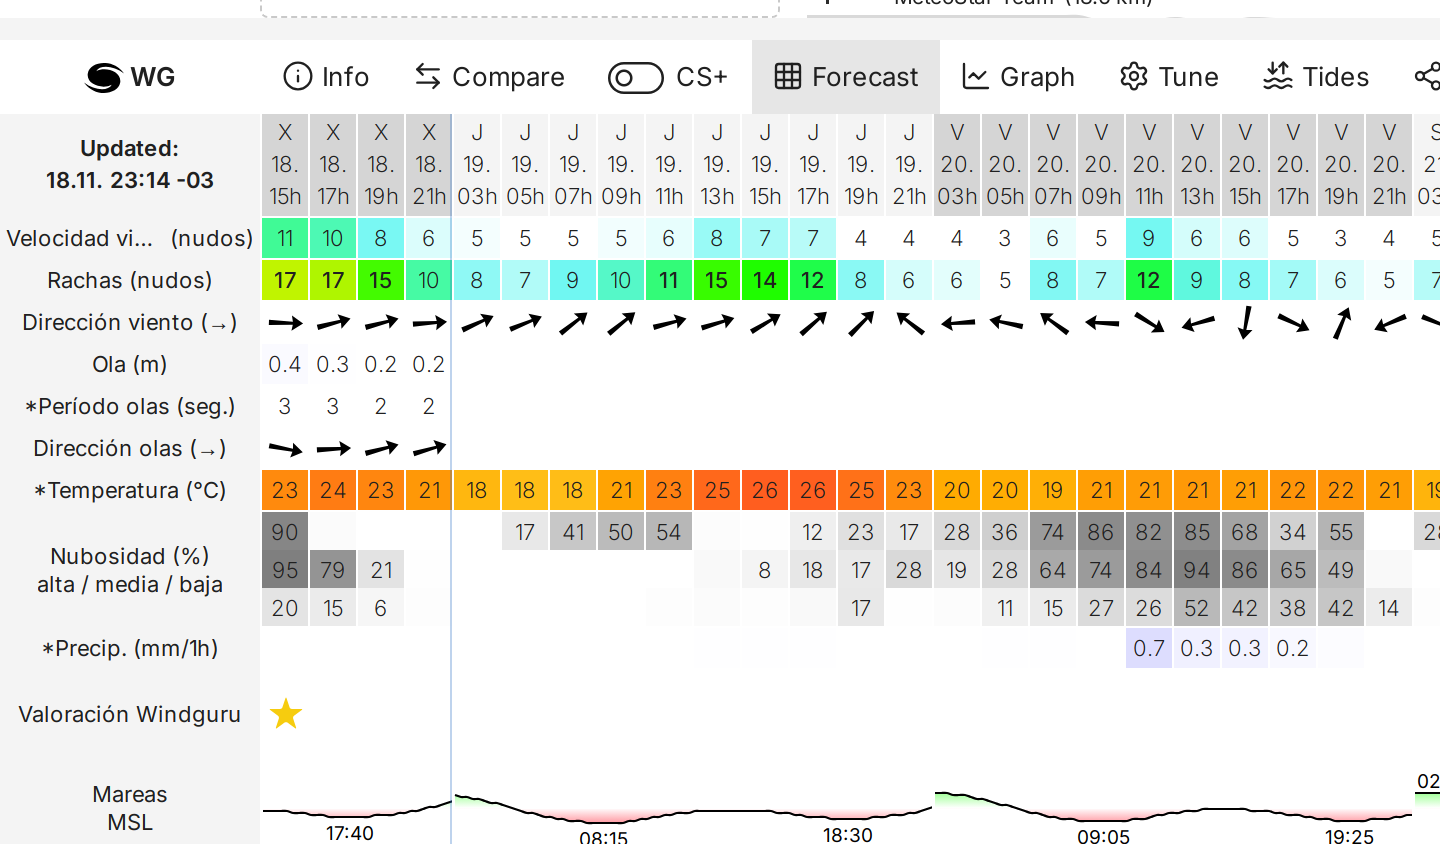 MeteoStar Team (18.6 km)
WG Info Compare CS+ Forecast Graph Tune Tides
Updated:
18.11. 23:14 -03
X X X X J J J J J J J J J J V V V V V V V V V V S
18. 18. 18. 18. 19. 19. 19. 19. 19. 19. 19. 19. 19. 19. 20. 20. 20. 20. 20. 20. 20. 20. 20. 20.
15h 17h 19h 21h 03h 05h 07h 09h 11h 13h 15h 17h 19h 21h 03h 05h 07h 09h 11h 13h 15h 17h 19h 21h
Velocidad vi... (nudos) 11 10 8 6 5 5 5 5 6 8 7 7 4 4 4 3 6 5 9 6 6 5 3 4 5
Rachas (nudos) 17 17 15 10 8 7 9 10 11 15 14 12 8 6 6 5 8 7 12 9 8 7 6 5 7
Dirección viento (→)
Ola (m) 0.4 0.3 0.2 0.2
*Período olas (seg.) 3 3 2 2
Dirección olas (→)
*Temperatura (°C) 23 24 23 21 18 18 18 21 23 25 26 26 25 23 20 20 19 21 21 21 21 22 22 21 19
90 17 41 50 54 12 23 17 28 36 74 86 82 85 68 34 55 28
Nubosidad (%)
95 79 21 8 18 17 28 19 28 64 74 84 94 86 65 49
alta / media / baja
20 15 6 17 11 15 27 26 52 42 38 42 14
*Precip. (mm/1h) 0.7 0.3 0.3 0.2
Valoración Windguru
Mareas
MSL
02
17:40 08:15 18:30 09:05 19:25